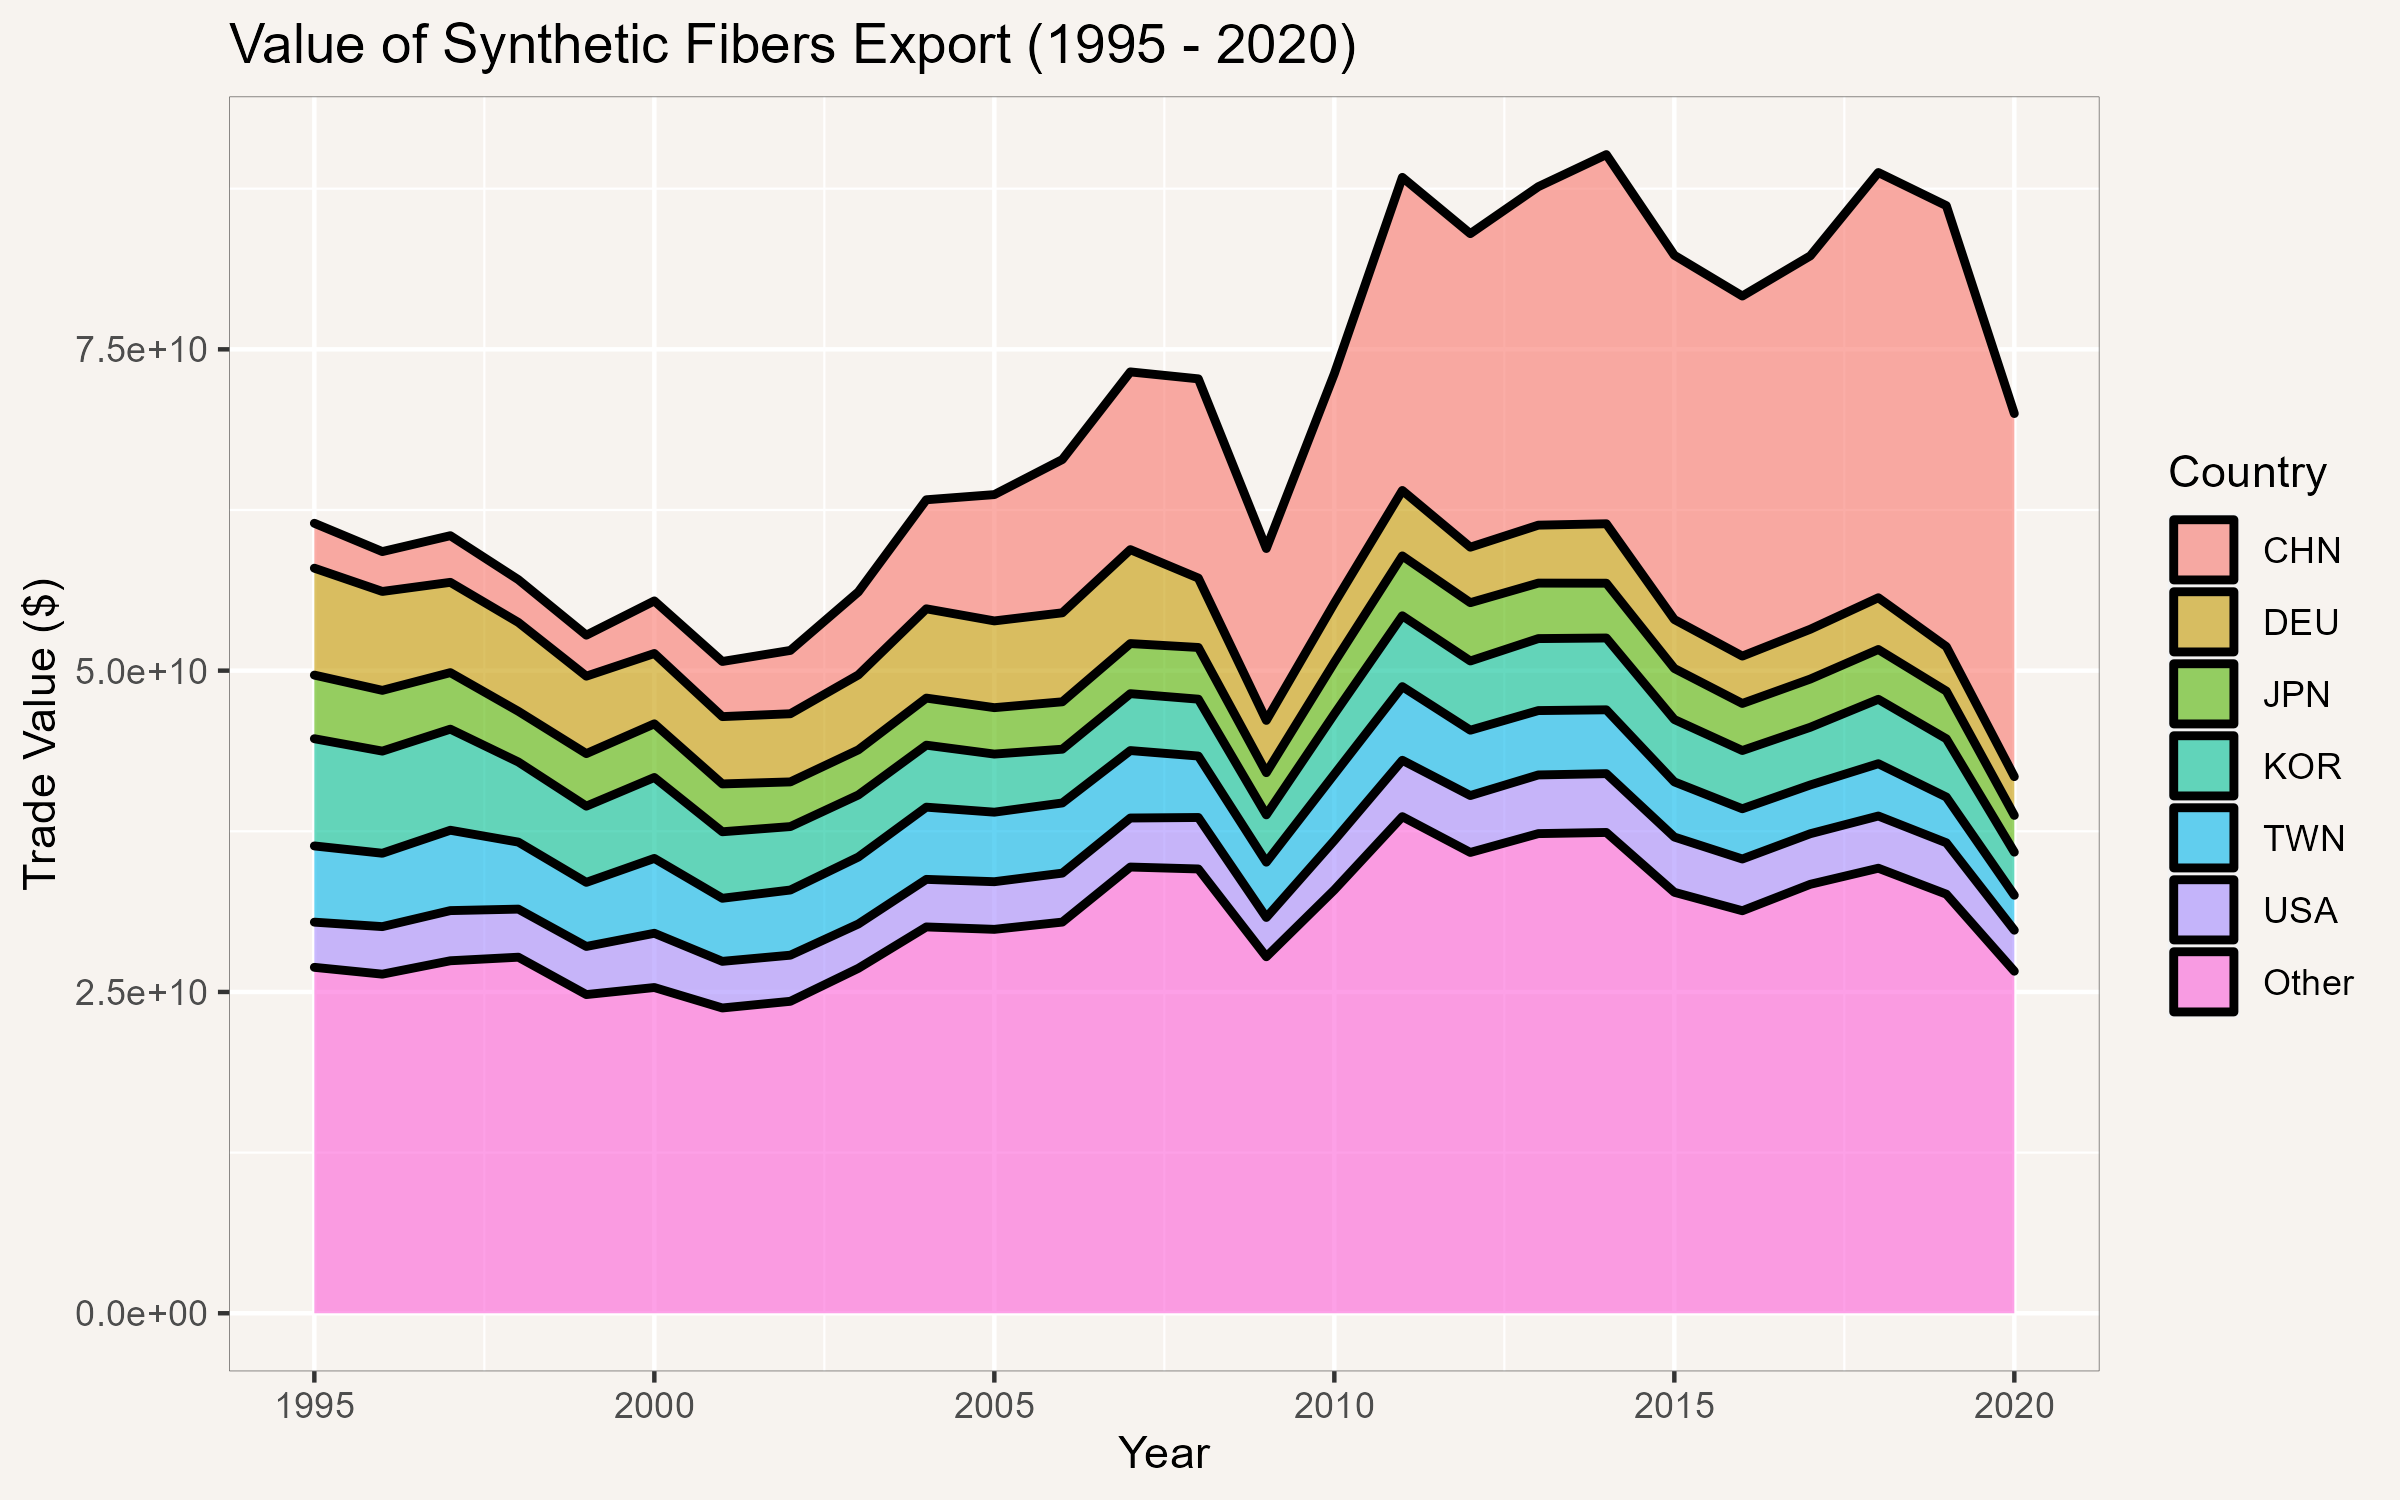 Value of Synthetic Fibers Export (1995 - 2020)
Trade Value ($)
7.5e+10
5.0e+10
2.5e+10
0.0e+00
1995 2000 2005 2010 2015 2020
Year
Country
CHN
DEU
JPN
KOR
TWN
USA
Other